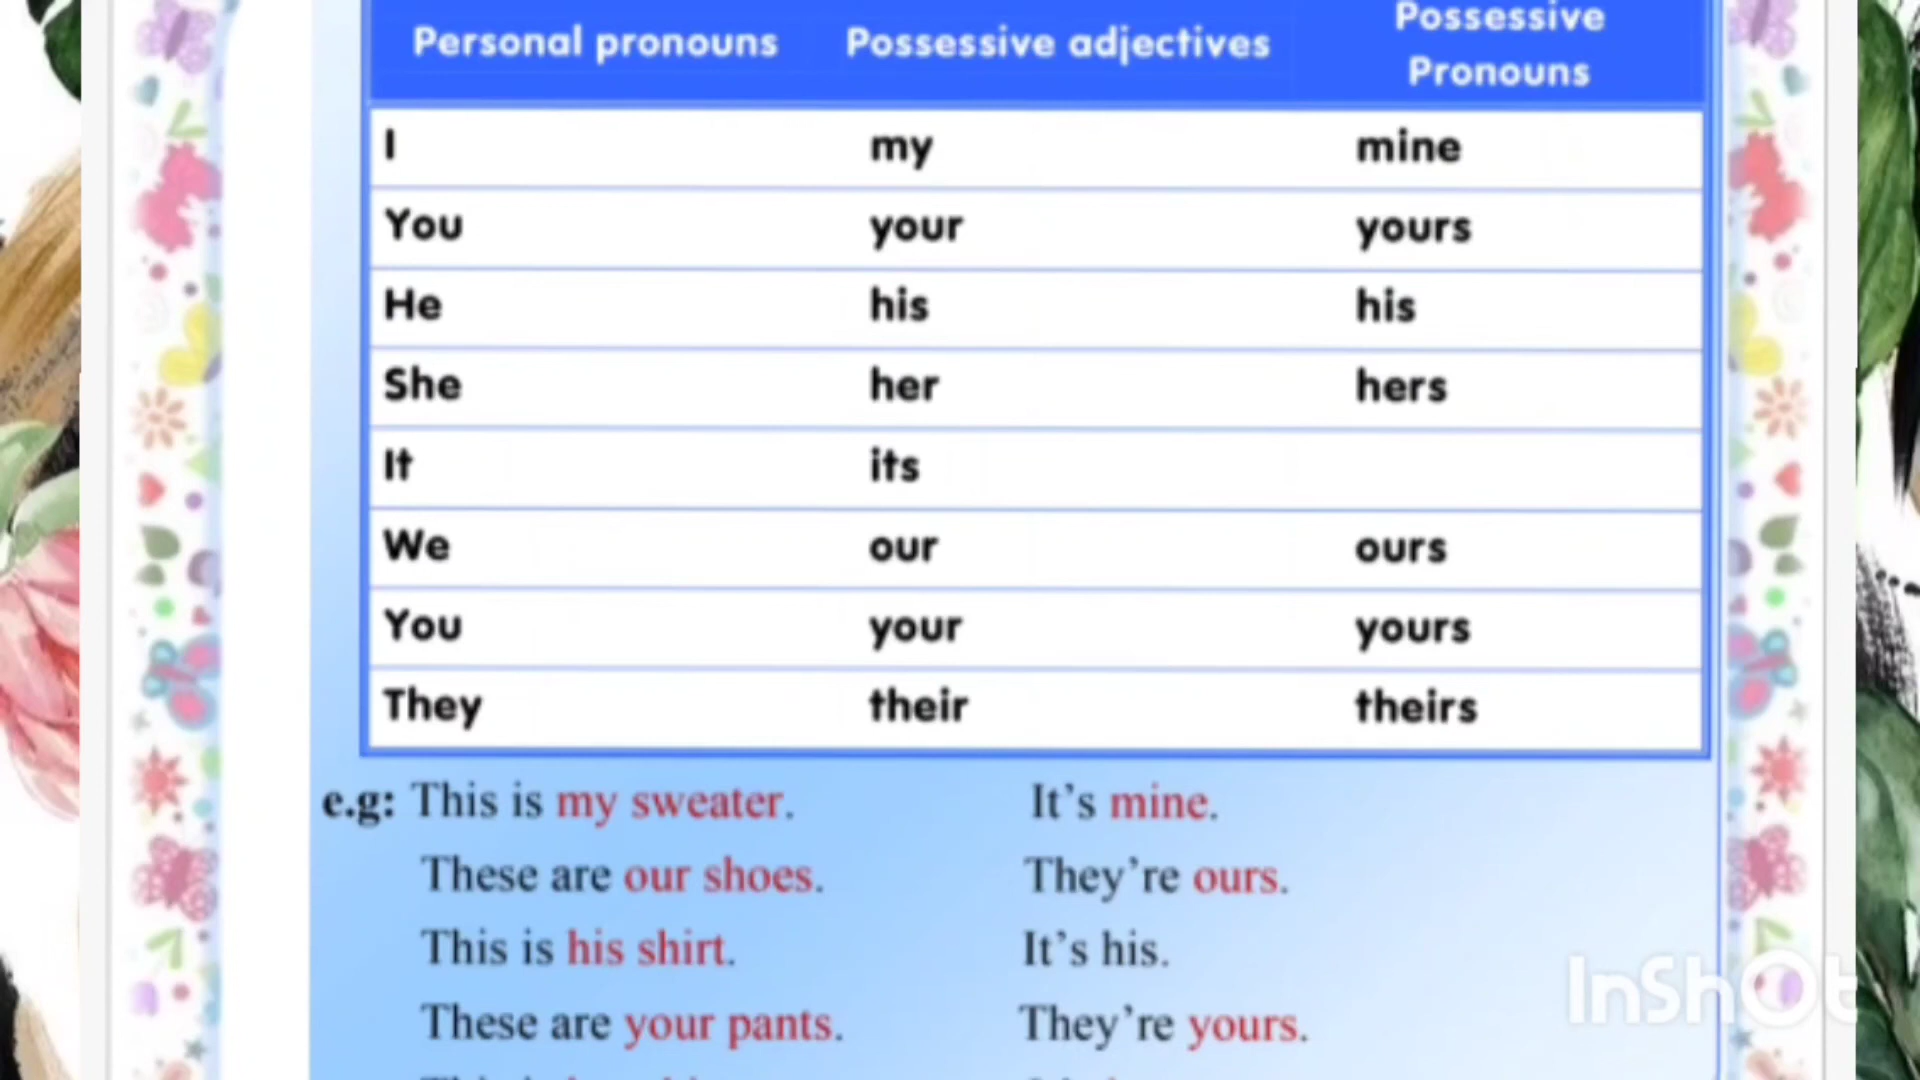 Personal pronouns Possessive adjectives Possessive Pronouns
I my mine
You your yours
He his his
She her hers
It its
We our ours
You your yours
They their theirs
e.g: This is my sweater. It's mine.
These are our shoes. They're ours.
This is his shirt. It's his.
These are your pants. They're yours.
InShOt